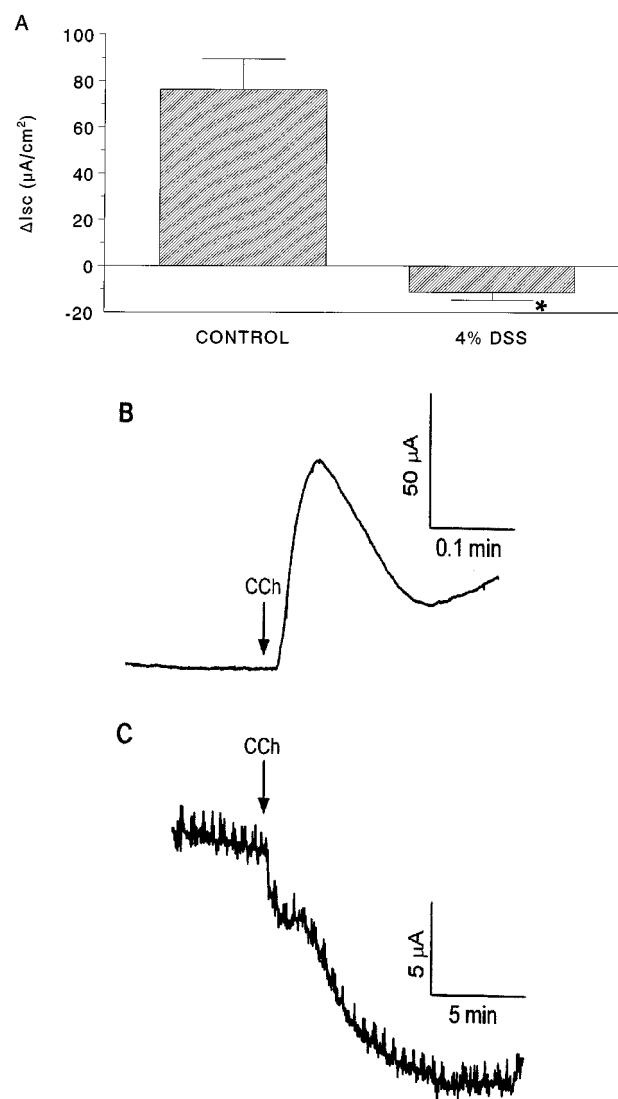 A
ΔIsc (μA/cm²)
100
80
60
40
20
0
-20
*
CONTROL 4% DSS
B
50 μA
0.1 min
CCh
C
CCh
5 μA
5 min